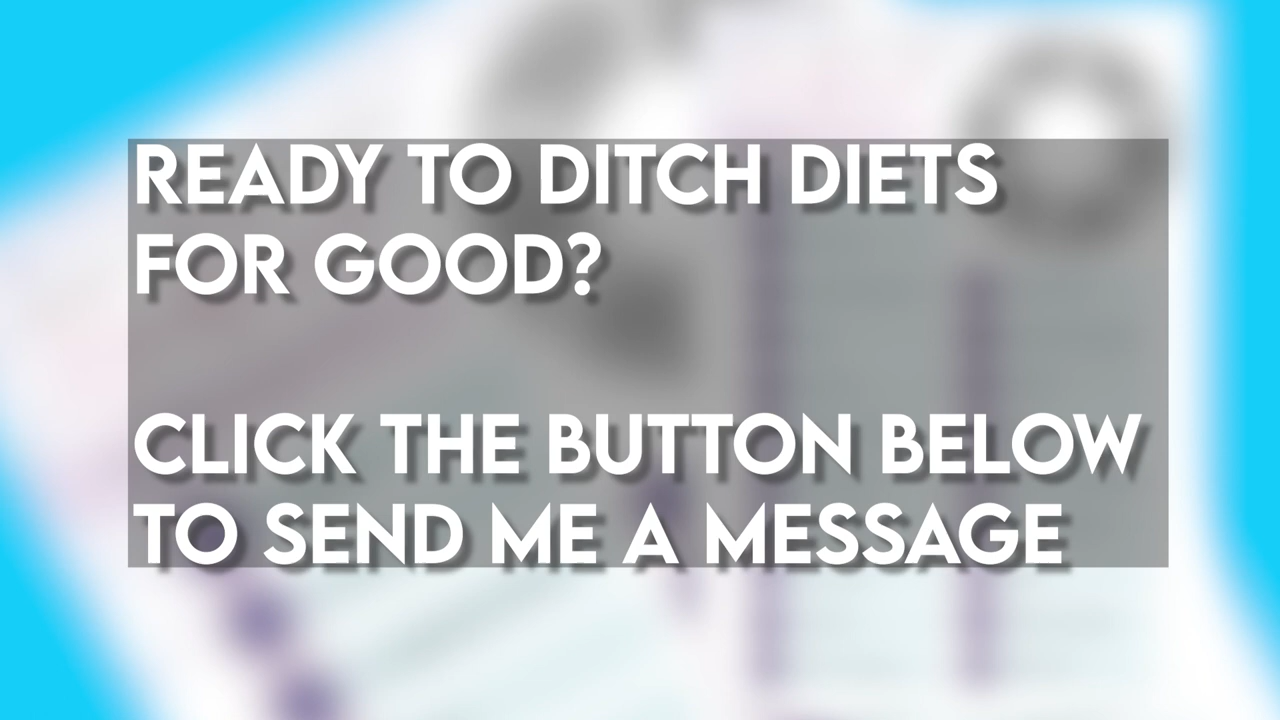 READY TO DITCH DIETS
FOR GOOD?
CLICK THE BUTTON BELOW
TO SEND ME A MESSAGE